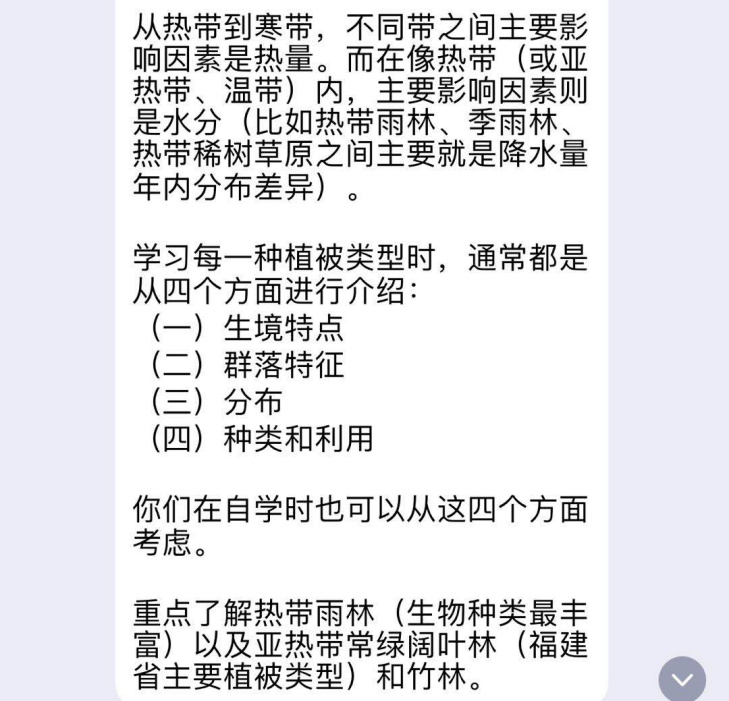 从热带到寒带，不同带之间主要影
响因素是热量。而在像热带（或亚
热带、温带）内，主要影响因素则
是水分（比如热带雨林、季雨林、
热带稀树草原之间主要就是降水量
年内分布差异）。
学习每一种植被类型时，通常都是
从四个方面进行介绍：
（一）生境特点
（二）群落特征
（三）分布
（四）种类和利用
你们在自学时也可以从这四个方面
考虑。
重点了解热带雨林（生物种类最丰
富）以及亚热带常绿阔叶林（福建
省主要植被类型）和竹林。